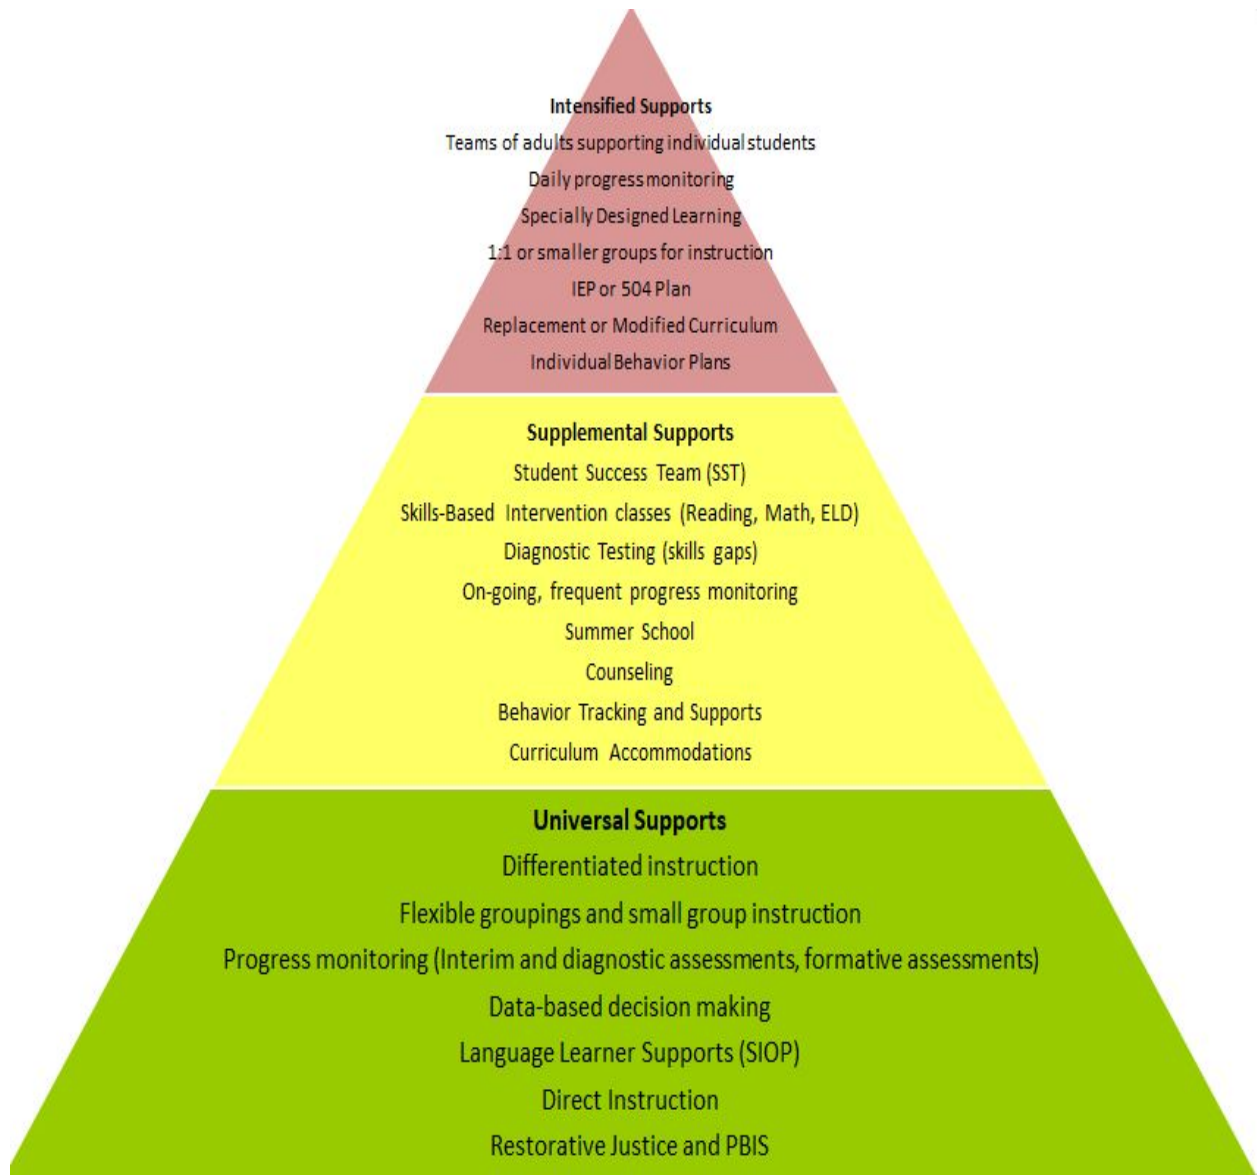 Intensified Supports
Teams of adults supporting individual students
Daily progress monitoring
Specially Designed Learning
1:1 or smaller groups for instruction
IEP or 504 Plan
Replacement or Modified Curriculum
Individual Behavior Plans
Supplemental Supports
Student Success Team (SST)
Skills-Based Intervention classes (Reading, Math, ELD)
Diagnostic Testing (skills gaps)
On-going, frequent progress monitoring
Summer School
Counseling
Behavior Tracking and Supports
Curriculum Accommodations
Universal Supports
Differentiated instruction
Flexible groupings and small group instruction
Progress monitoring (Interim and diagnostic assessments, formative assessments)
Data-based decision making
Language Learner Supports (SIOP)
Direct Instruction
Restorative Justice and PBIS